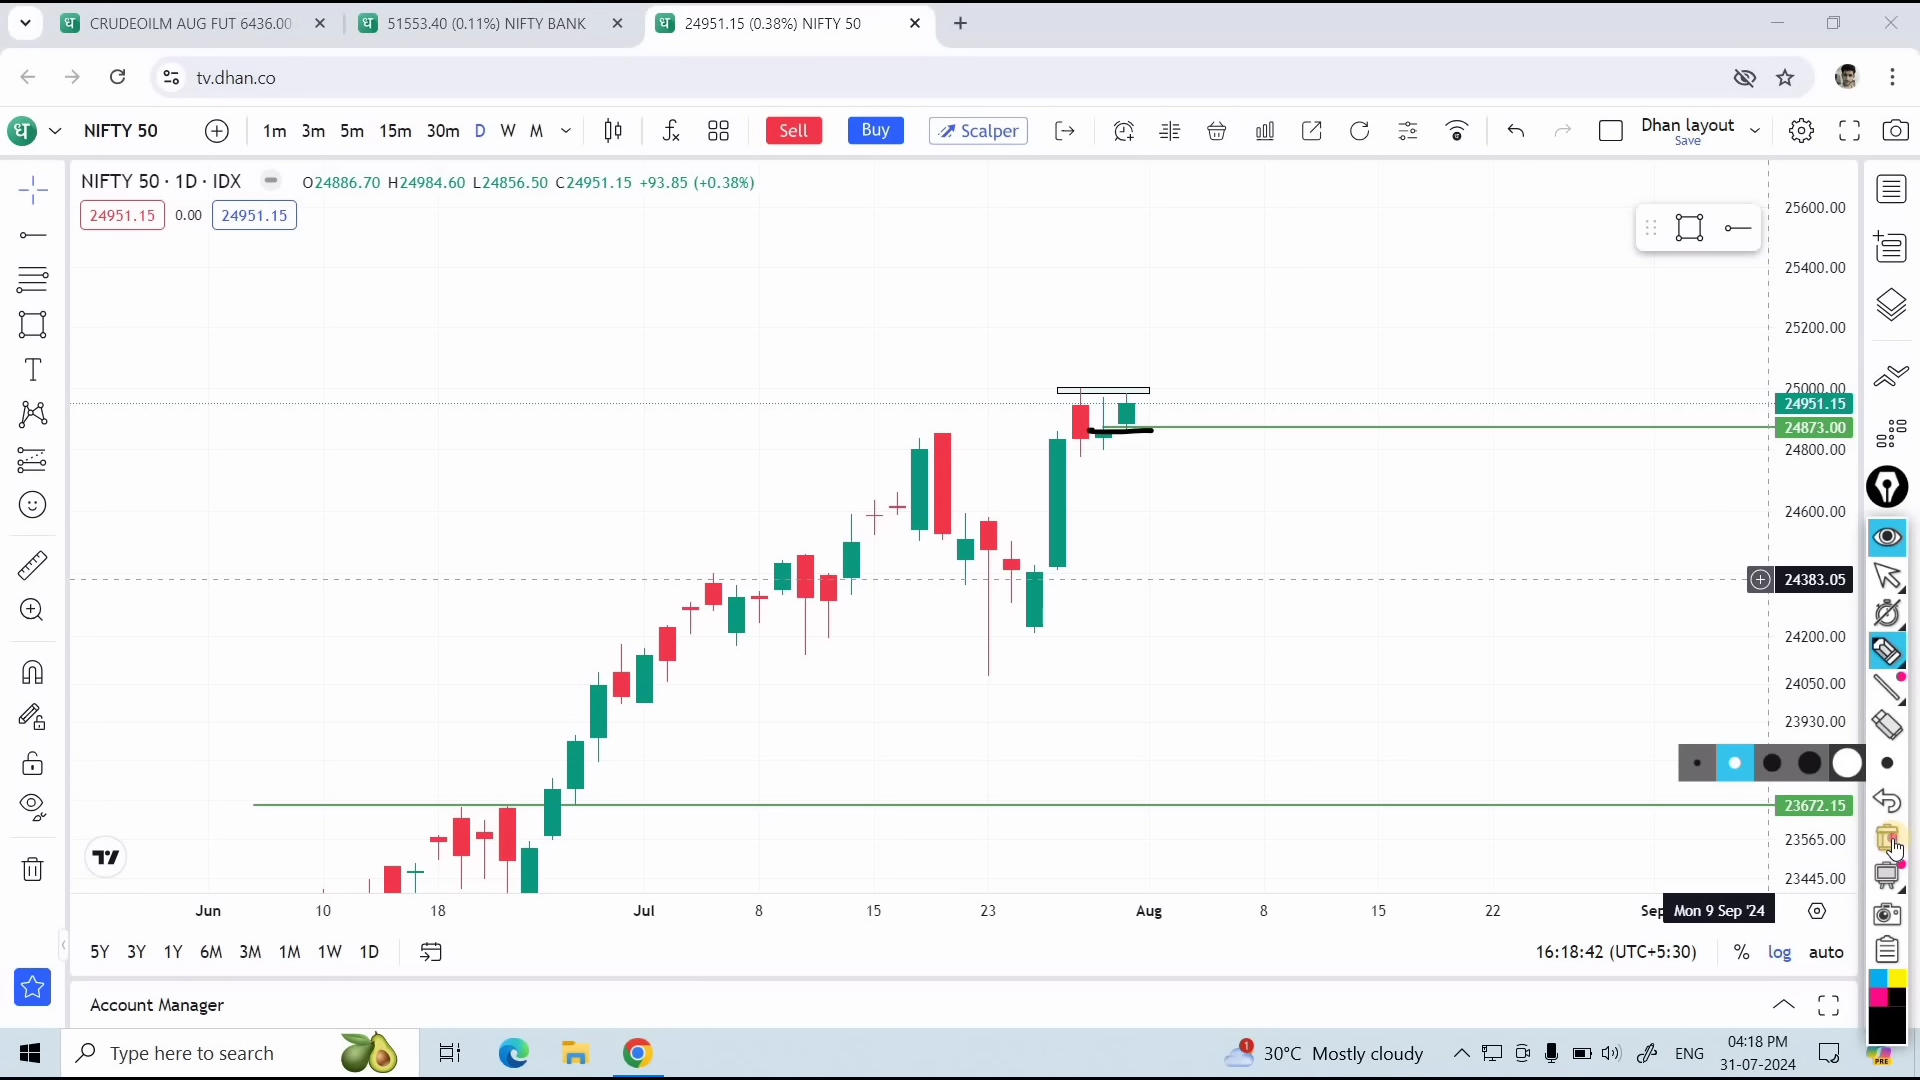 CRUDEOILM AUG FUT 6436.00
51553.40 (0.11%) NIFTY BANK
24951.15 (0.38%) NIFTY 50
tv.dhan.co
ध NIFTY 50 1m 3m 5m 15m 30m D W M Sell Buy Scalper Dhan layout
Save
NIFTY 50 · 1D · IDX O24886.70 H24984.60 L24856.50 C24951.15 +93.85 (+0.38%)
24951.15 0.00 24951.15
25600.00
25400.00
25200.00
25000.00
24951.15
24873.00
24800.00
24600.00
24383.05
24200.00
24050.00
23930.00
23672.15
23565.00
23445.00
Jun 10 18 Jul 8 15 23 Aug 8 15 22 Sep Mon 9 Sep '24
5Y 3Y 1Y 6M 3M 1M 1W 1D 16:18:42 (UTC+5:30) % log auto
Account Manager
Type here to search 1 30°C Mostly cloudy ENG 04:18 PM
31-07-2024
PRE